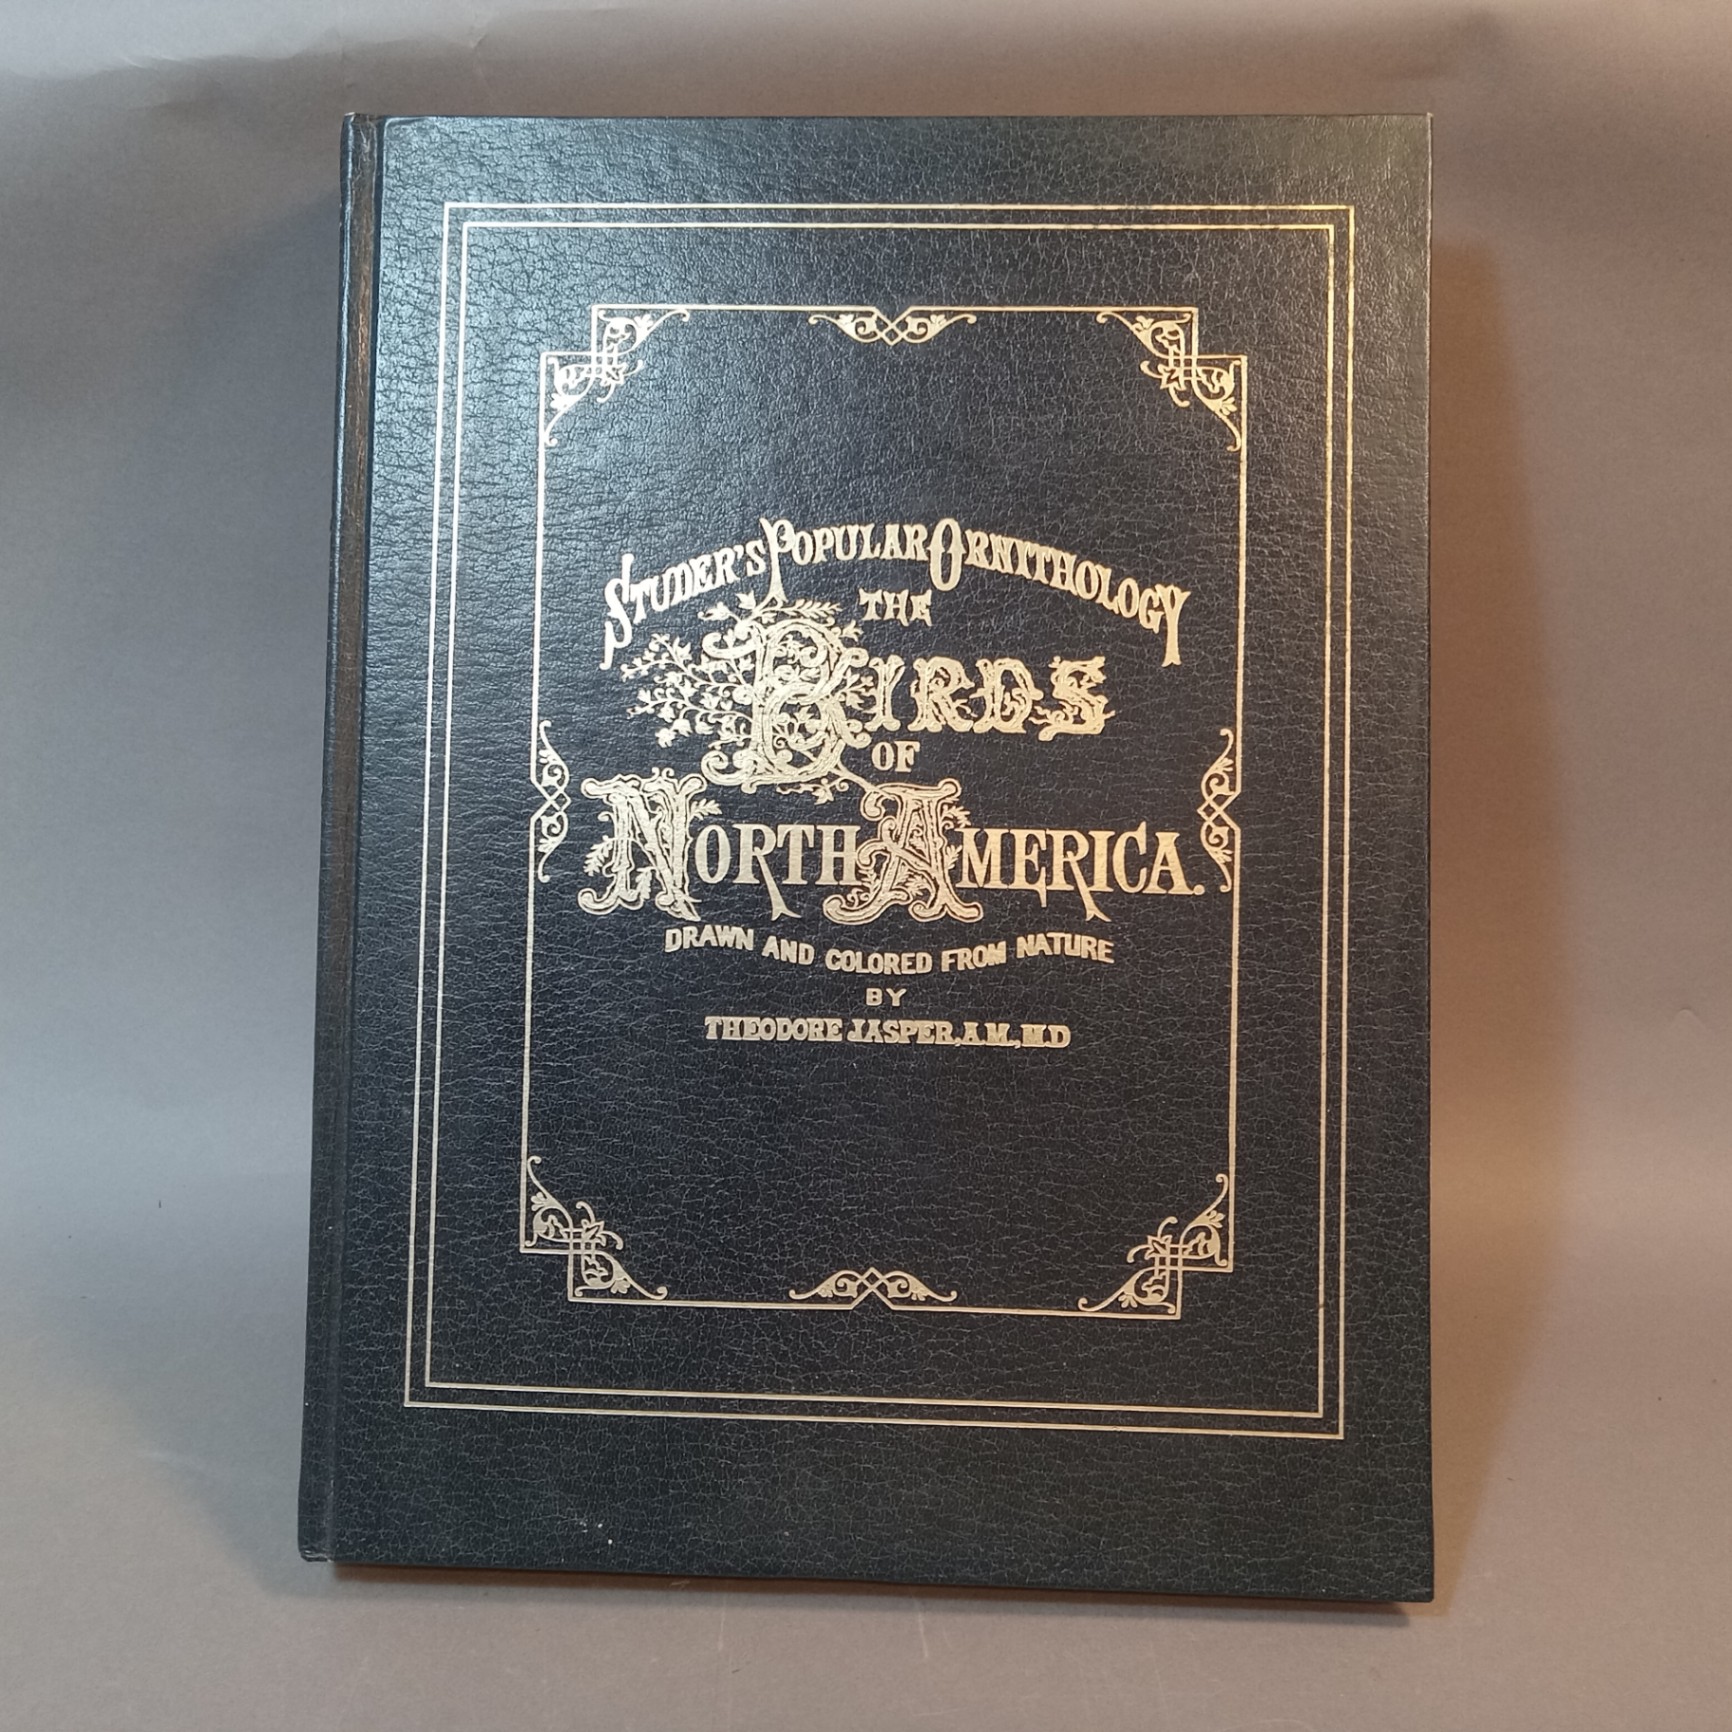 STUDER'S POPULAR ORNITHOLOGY
THE
BIRDS
OF
NORTH AMERICA.
DRAWN AND COLORED FROM NATURE
BY
THEODORE JASPER, A.M., M.D